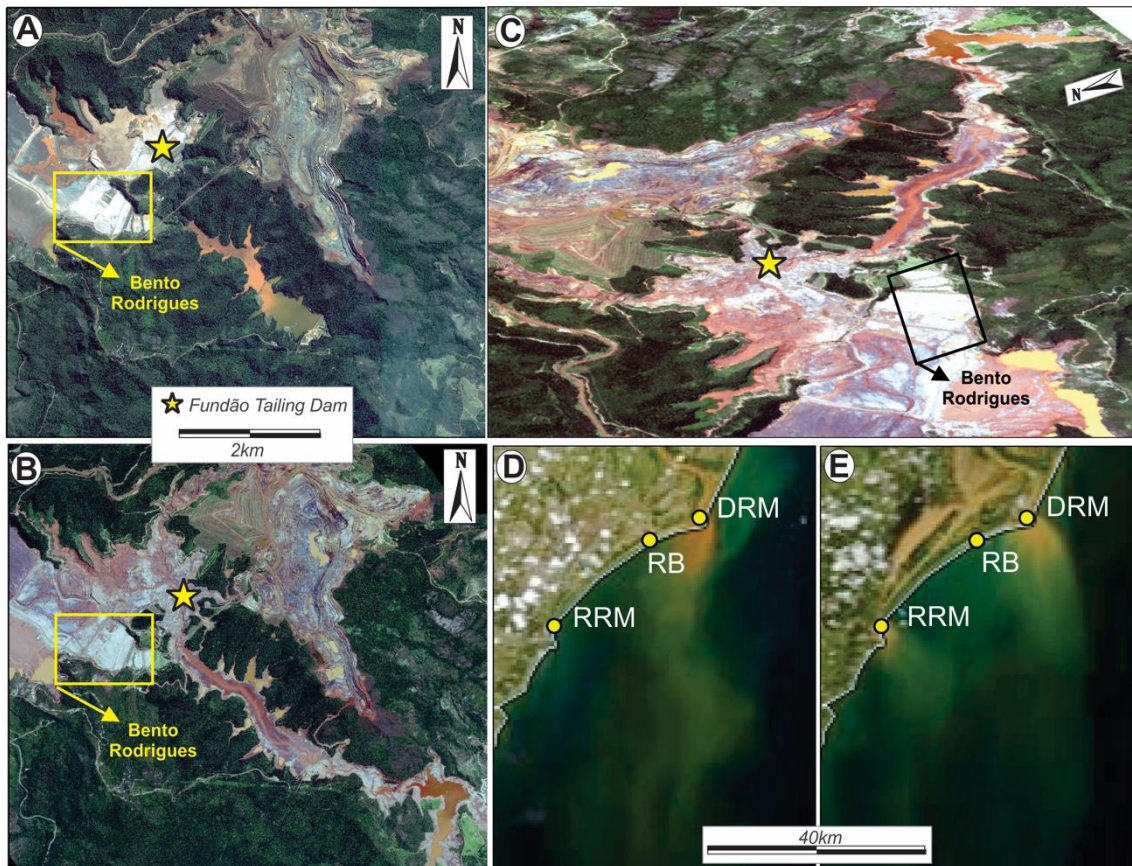 A
N
Bento
Rodrigues
Fundão Tailing Dam
2km
B
N
Bento
Rodrigues
C
N
Bento
Rodrigues
D
DRM
RB
RRM
E
DRM
RB
RRM
40km